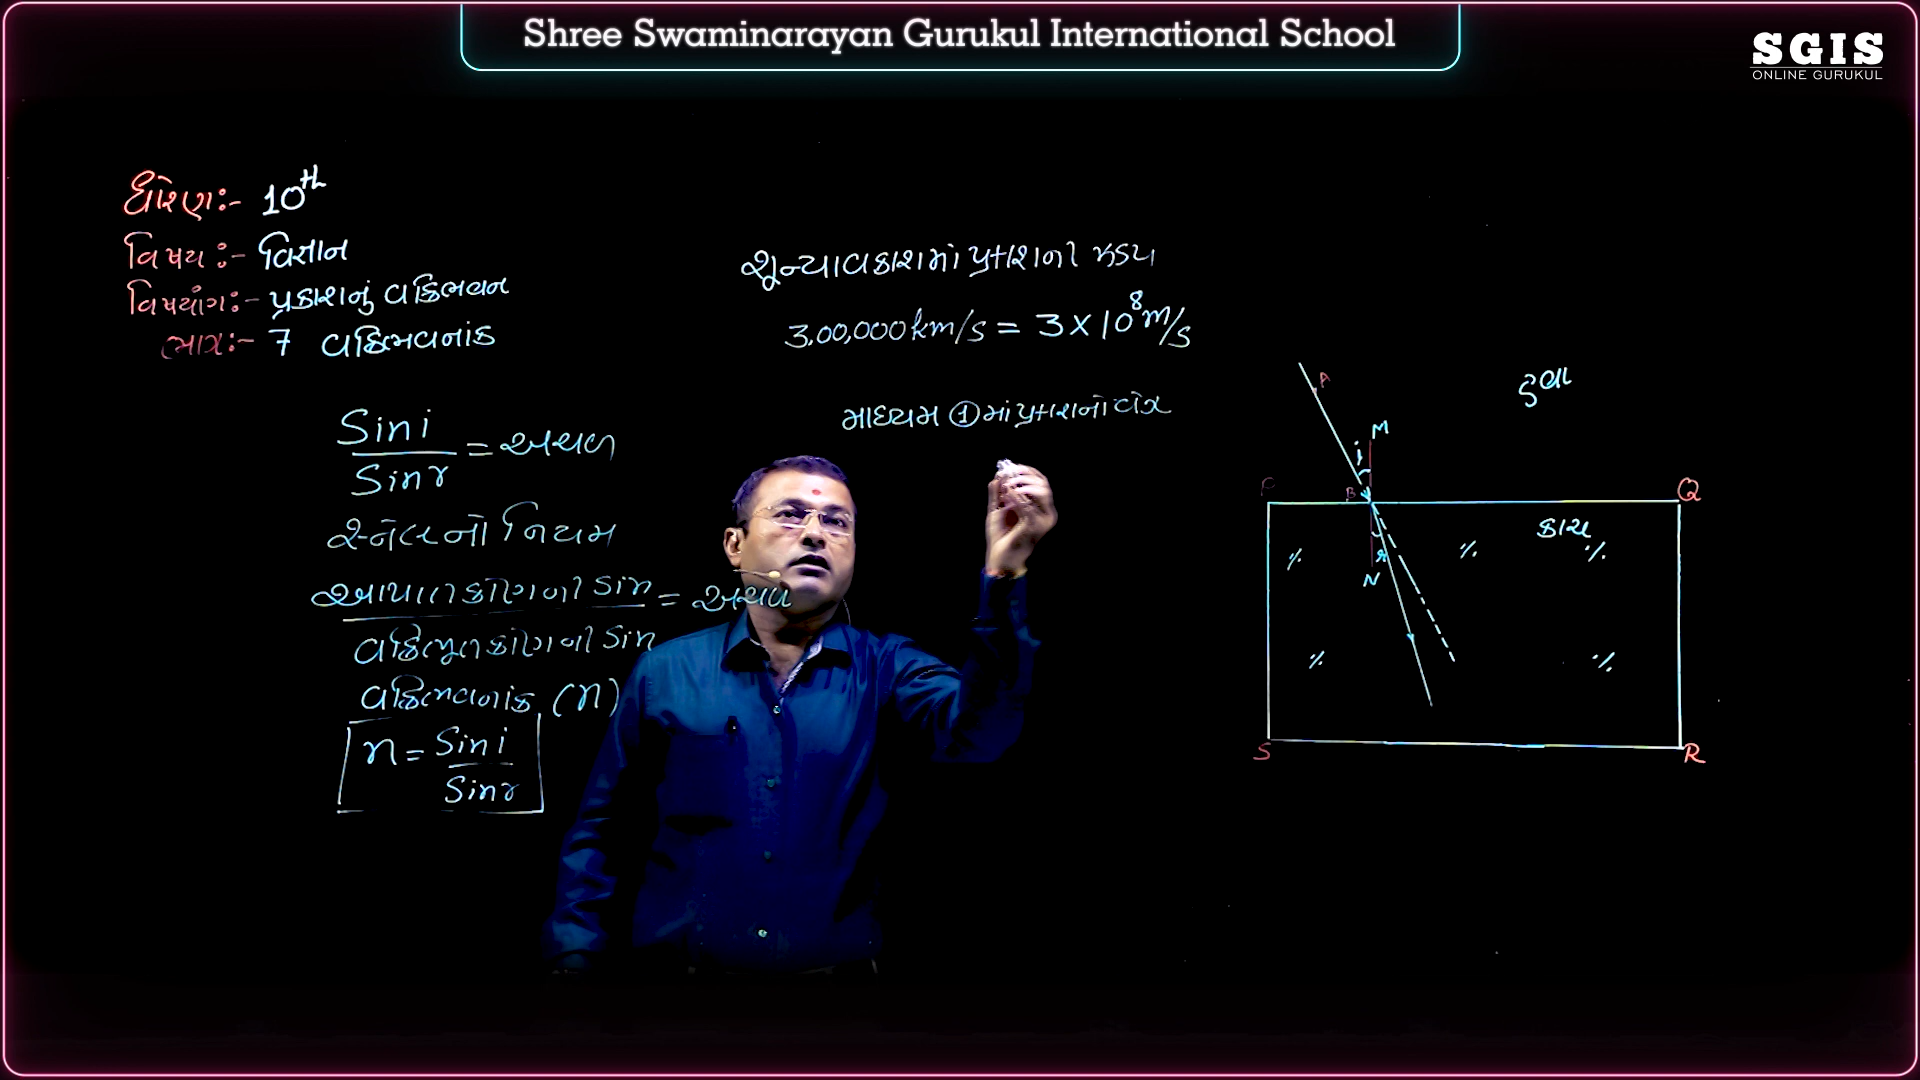 Shree Swaminarayan Gurukul International School
SGIS
ONLINE GURUKUL
ધોરણ:- 10th
વિષય:- વિજ્ઞાન
વિષયાંગ:- પ્રકાશનું વક્રિભવન
ભાગ:- 7 વક્રિભવનાંક
Sin i / Sin r = અચળ
સ્નેલનો નિયમ
આપાતકોણનો sin / વક્રિભૂતકોણનો sin = અચળ
વક્રિભવનાંક (n)
n = Sin i / Sin r
શૂન્યાવકાશમાં પ્રકાશની ઝડપ
3,00,000 km/s = 3 × 10⁸ m/s
માધ્યમ ① માં પ્રકાશનો વેગ
હવા
A
M
i
P B Q
કાચ
r
N
S R